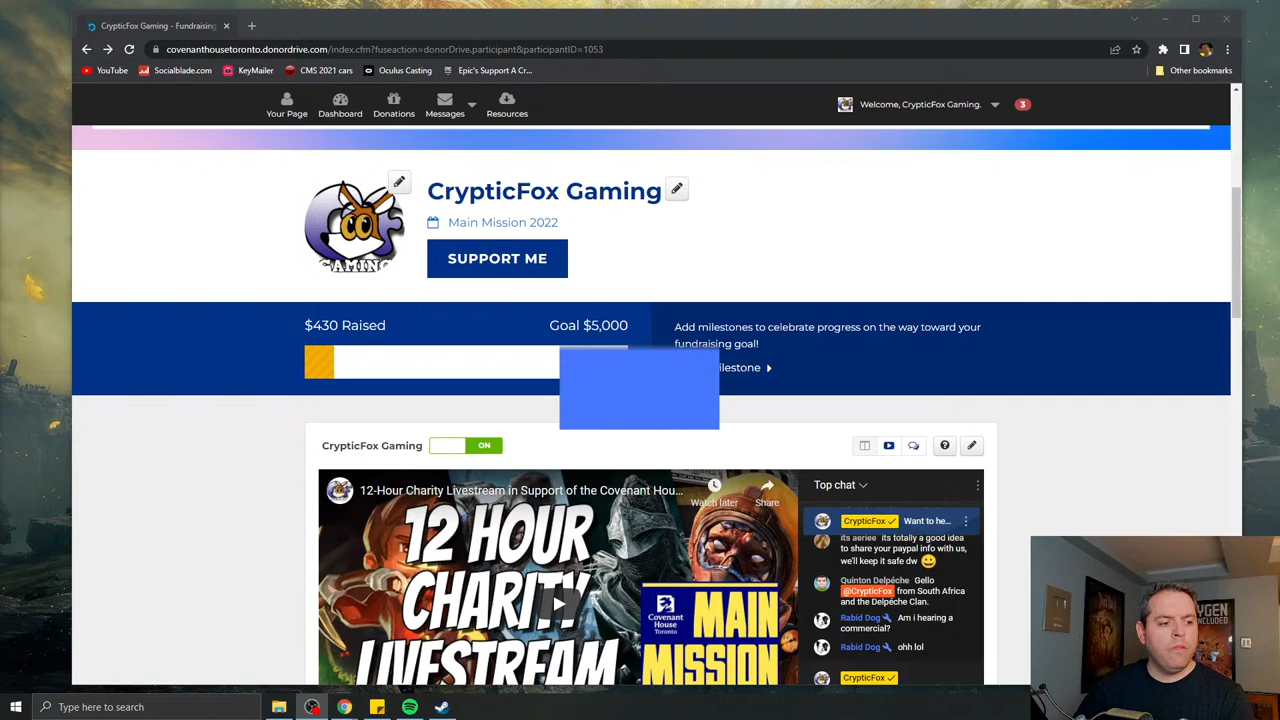 CrypticFox Gaming - Fundraising
covenanthousetoronto.donordrive.com/index.cfm?fuseaction=donorDrive.participant&participantID=1053
YouTube
Socialblade.com
KeyMailer
CMS 2021 cars
Oculus Casting
Epic's Support A Cr...
Other bookmarks
Your Page
Dashboard
Donations
Messages
Resources
Welcome, CrypticFox Gaming.
3
GAMING
CrypticFox Gaming
Main Mission 2022
SUPPORT ME
$430 Raised
Goal $5,000
Add milestones to celebrate progress on the way toward your
fundraising goal!
CrypticFox Gaming
ON
12-Hour Charity Livestream in Support of the Covenant Hou...
Watch later
Share
12 HOUR
CHARITY
LIVESTREAM
Covenant
House
Toronto
MAIN
MISSION
Top chat
CrypticFox Want to he...
its aeriee its totally a good idea
to share your paypal info with us,
we'll keep it safe dw
Quinton Delpéche Gello
@CrypticFox from South Africa
and the Delpéche Clan.
Rabid Dog Am i hearing a
commercial?
Rabid Dog ohh lol
CrypticFox
Type here to search